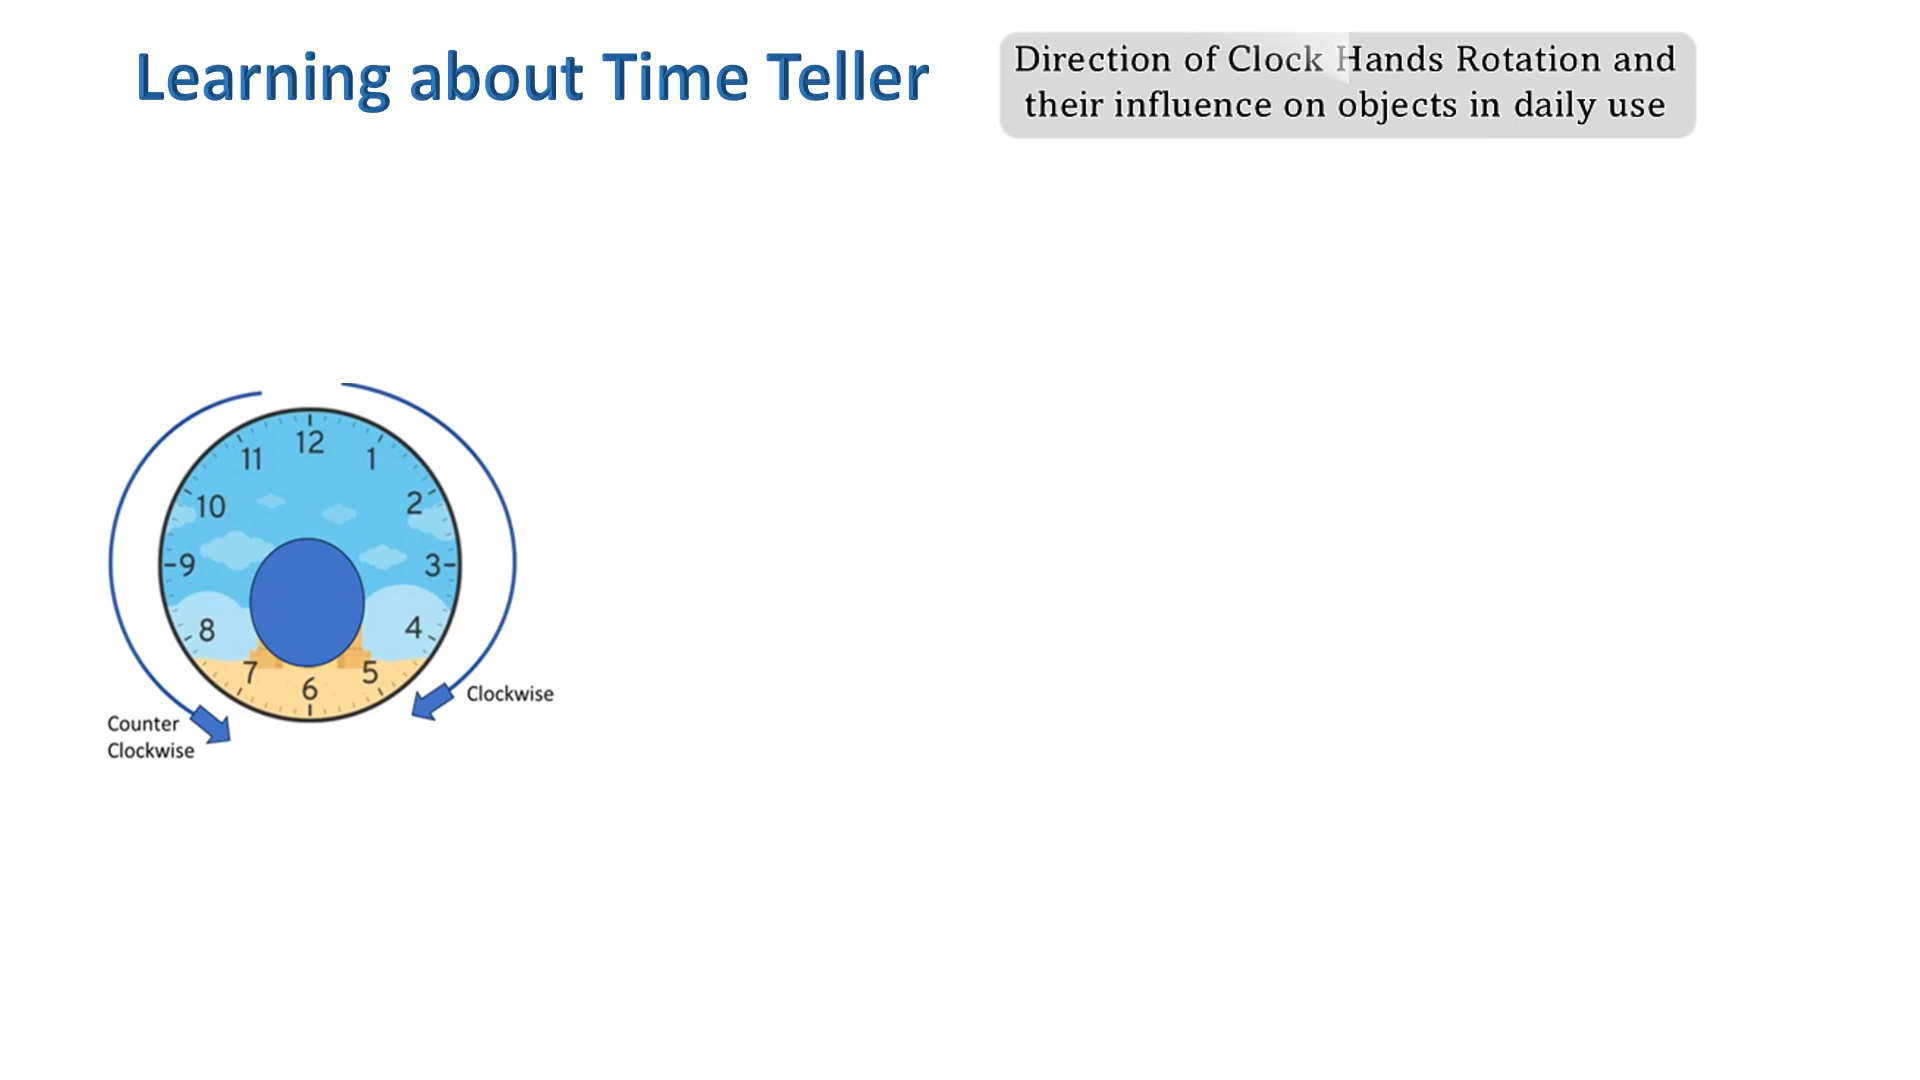 Learning about Time Teller
Direction of Clock Hands Rotation and
their influence on objects in daily use
12
11
1
10
2
9
3
8
4
7
5
6
Clockwise
Counter
Clockwise